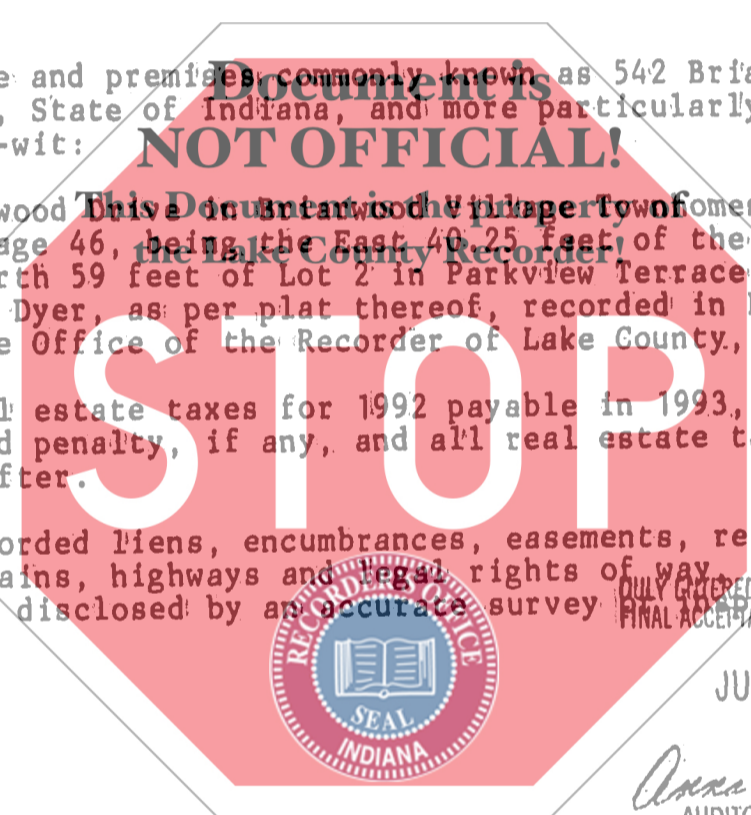 e and premises commonly known as 542 Bria
Document is
, State of Indiana, and more particularly
-wit:
NOT OFFICIAL!
wood Drive in Briarwood Village Townhomes
This Document is the property of
age 46, being the East 40.25 feet of the
the Lake County Recorder!
rth 59 feet of Lot 2 in Parkview Terrace
Dyer, as per plat thereof, recorded in
e Office of the Recorder of Lake County,
STOP
l estate taxes for 1992 payable in 1993,
d penalty, if any, and all real estate t
fter.
orded liens, encumbrances, easements, re
ains, highways and legal rights of way
disclosed by an accurate survey or
DULY ENTERED
FINAL ACCEPTA
RECORDER'S OFFICE
SEAL
INDIANA
JU
Anna
AUDITO